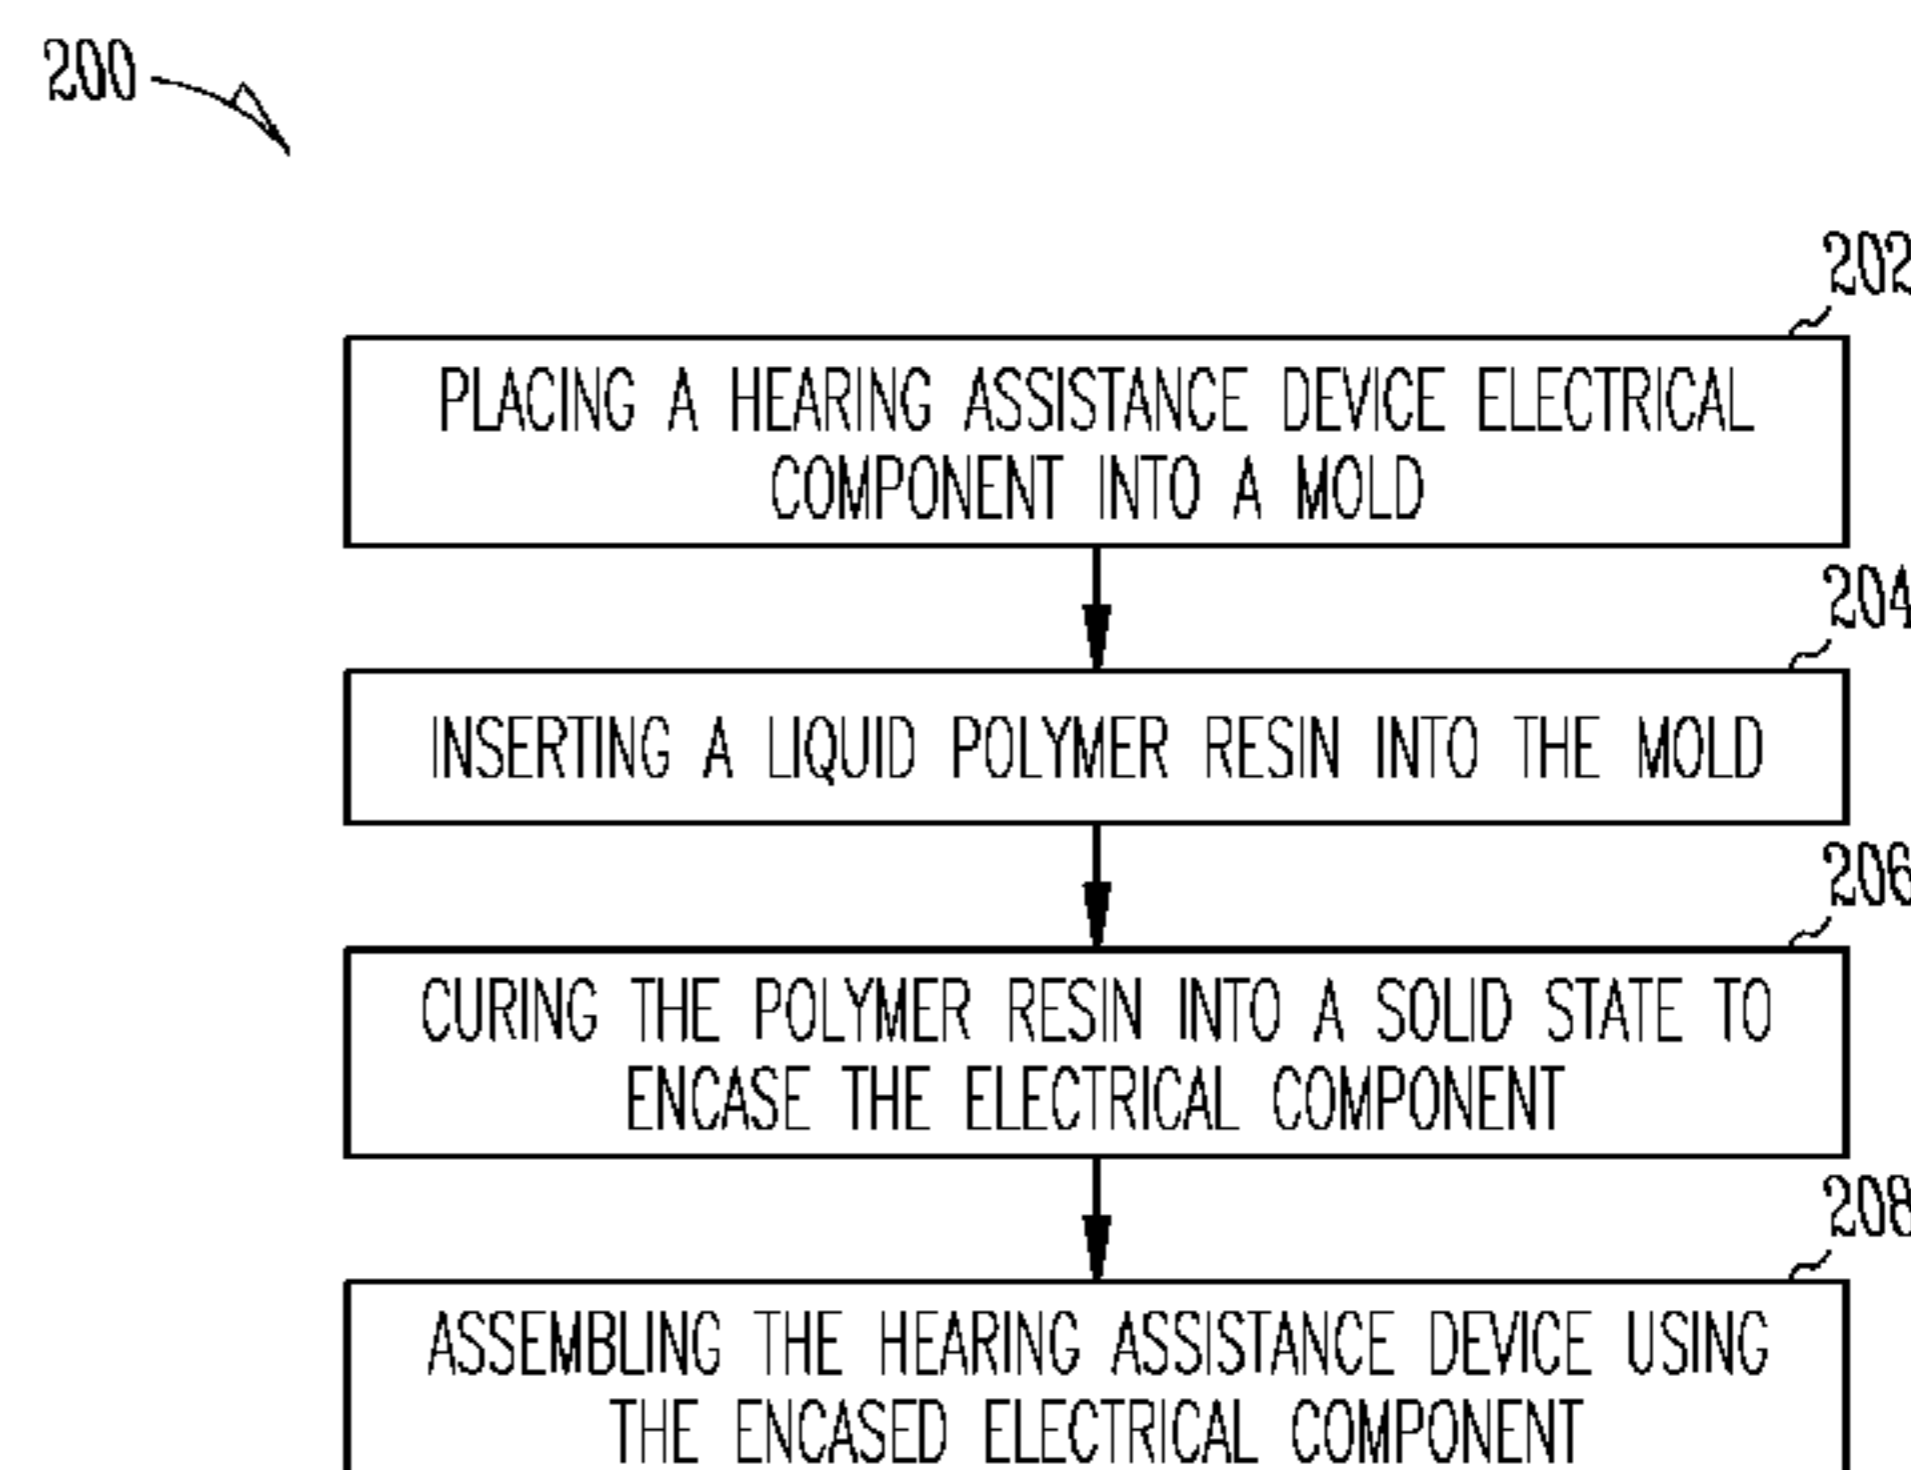 200
202
PLACING A HEARING ASSISTANCE DEVICE ELECTRICAL
COMPONENT INTO A MOLD
204
INSERTING A LIQUID POLYMER RESIN INTO THE MOLD
206
CURING THE POLYMER RESIN INTO A SOLID STATE TO
ENCASE THE ELECTRICAL COMPONENT
208
ASSEMBLING THE HEARING ASSISTANCE DEVICE USING
THE ENCASED ELECTRICAL COMPONENT